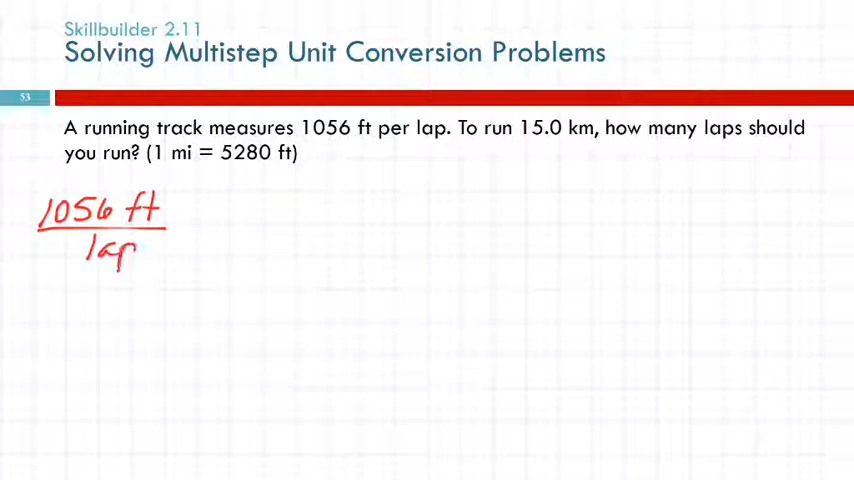 Skillbuilder 2.11
Solving Multistep Unit Conversion Problems
53
A running track measures 1056 ft per lap. To run 15.0 km, how many laps should
you run? (1 mi = 5280 ft)
1056 ft
lap